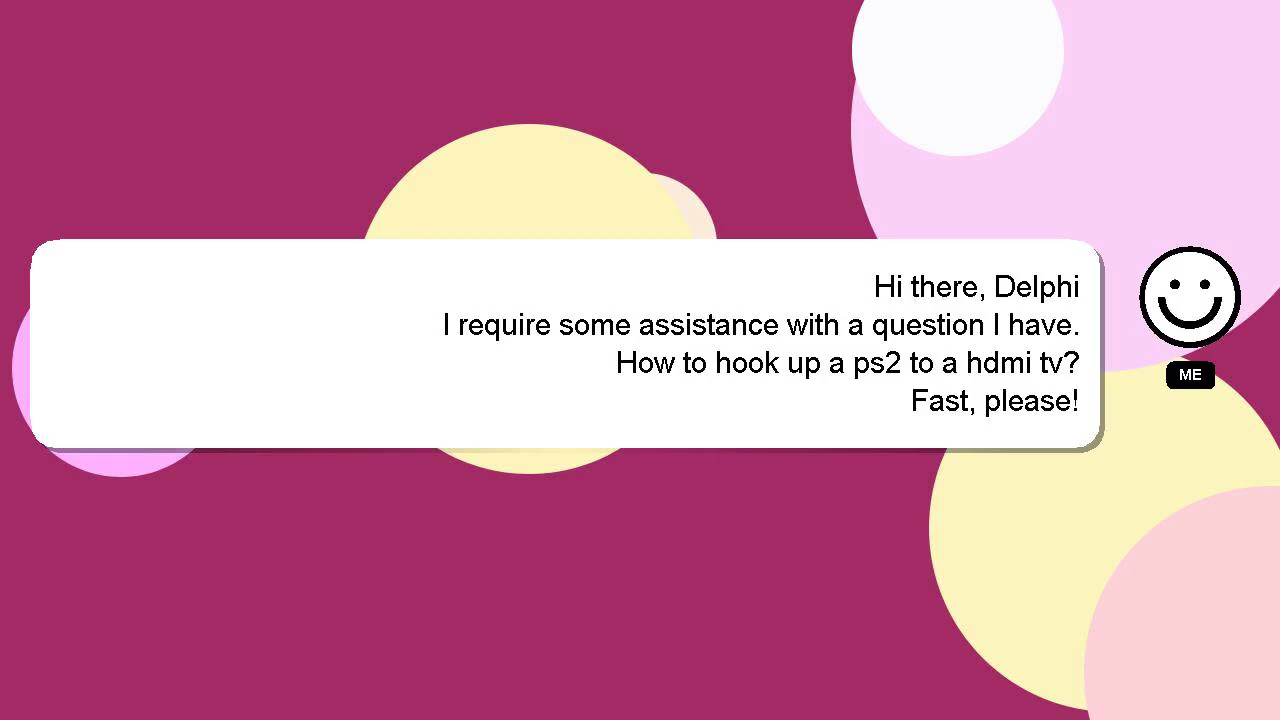 Hi there, Delphi
I require some assistance with a question I have.
How to hook up a ps2 to a hdmi tv?
Fast, please!
ME